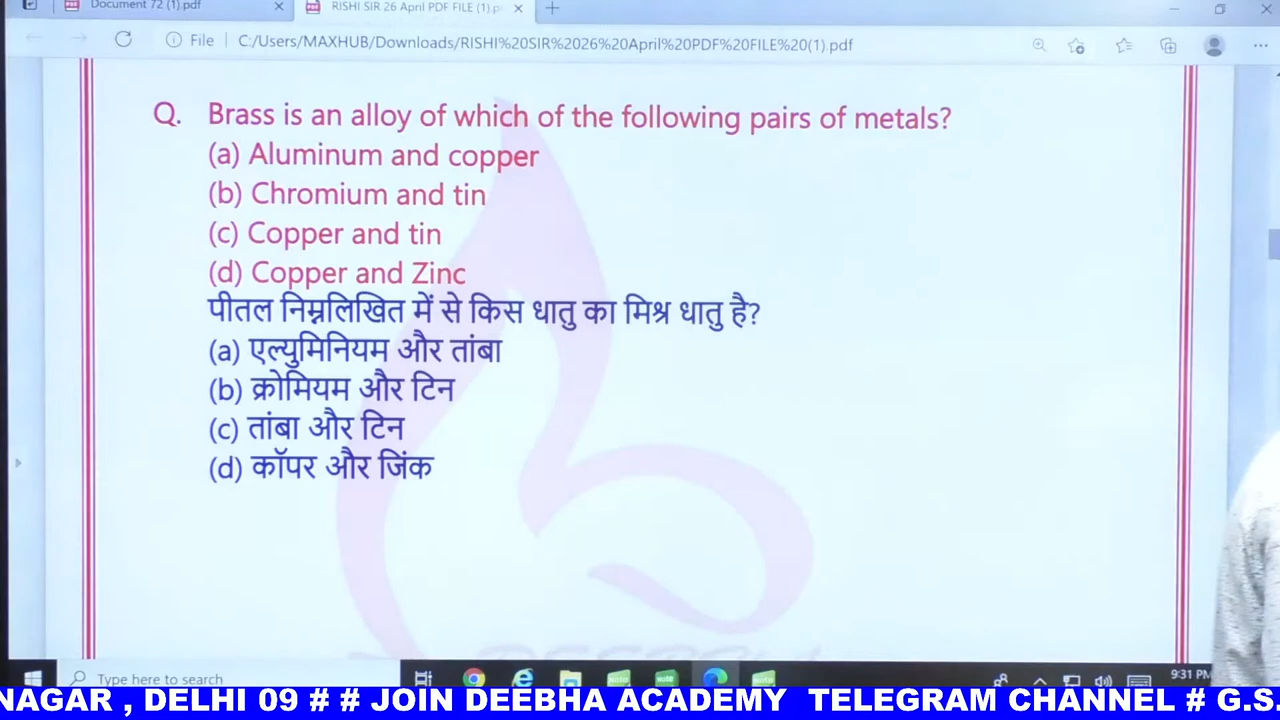 Document 72 (1).pdf
RISHI SIR 26 April PDF FILE (1).p
File C:/Users/MAXHUB/Downloads/RISHI%20SIR%2026%20April%20PDF%20FILE%20(1).pdf
Q. Brass is an alloy of which of the following pairs of metals?
(a) Aluminum and copper
(b) Chromium and tin
(c) Copper and tin
(d) Copper and Zinc
पीतल निम्नलिखित में से किस धातु का मिश्र धातु है?
(a) एल्युमिनियम और तांबा
(b) क्रोमियम और टिन
(c) तांबा और टिन
(d) कॉपर और जिंक
Type here to search
9:31 PM
NAGAR , DELHI 09 # # JOIN DEEBHA ACADEMY TELEGRAM CHANNEL # G.S.